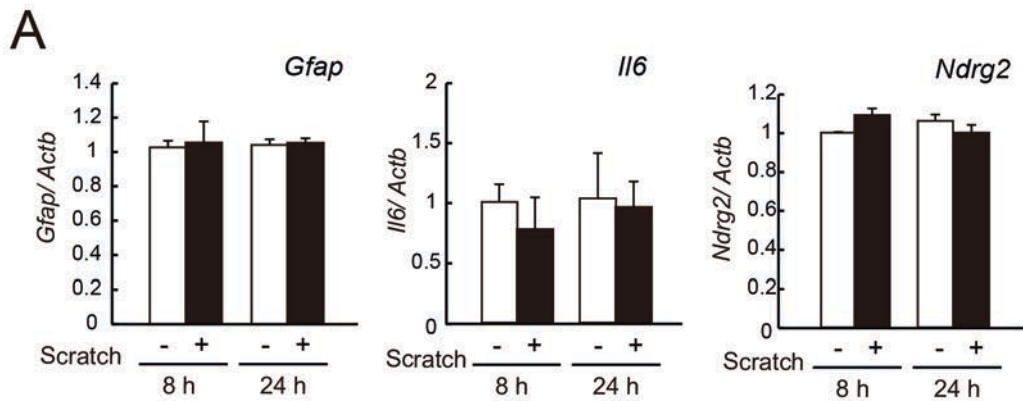 A
Gfap
Gfap/ Actb
1.4
1.2
1
0.8
0.6
0.4
0.2
0
Scratch - + - +
8 h 24 h
Il6
Il6/ Actb
2
1.5
1
0.5
0
Scratch - + - +
8 h 24 h
Ndrg2
Ndrg2/ Actb
1.2
1.0
0.8
0.6
0.4
0.2
0
Scratch - + - +
8 h 24 h